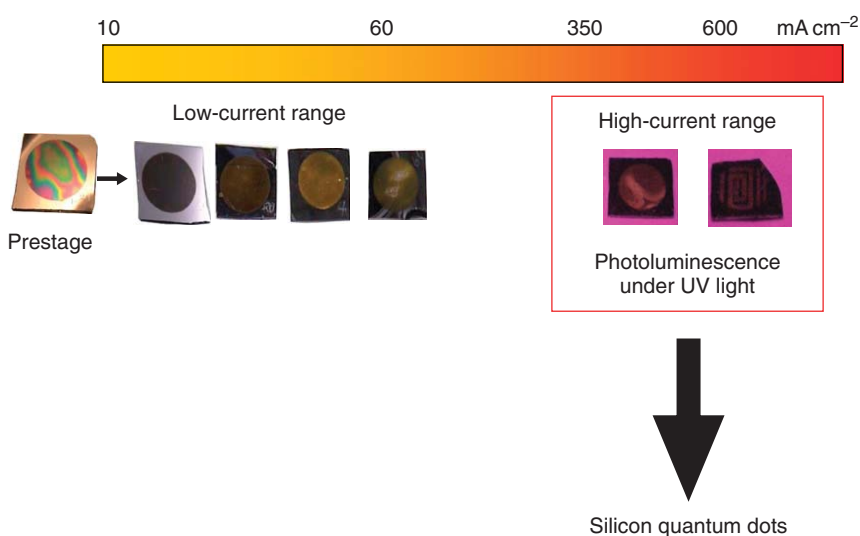 10 60 350 600 mA cm⁻²
Low-current range
High-current range
Prestage
Photoluminescence
under UV light
Silicon quantum dots